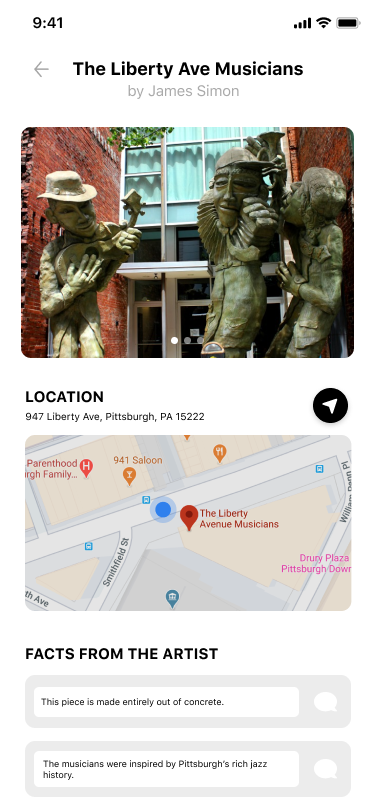 9:41
The Liberty Ave Musicians
by James Simon
LOCATION
947 Liberty Ave, Pittsburgh, PA 15222
Parenthood
Family...
941 Saloon
The Liberty
Avenue Musicians
William Penn Pl
Smithfield St
Drury Plaza
Pittsburgh
Ave
FACTS FROM THE ARTIST
This piece is made entirely out of concrete.
The musicians were inspired by Pittsburgh's rich jazz
history.